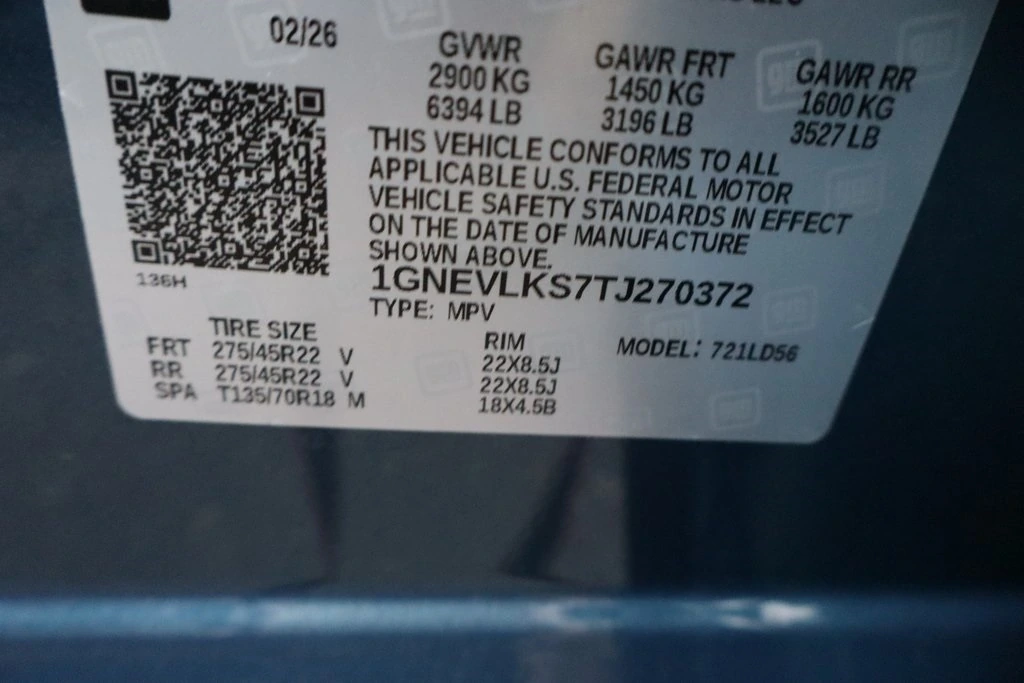 02/26
GVWR GAWR FRT GAWR RR
2900 KG 1450 KG 1600 KG
6394 LB 3196 LB 3527 LB
THIS VEHICLE CONFORMS TO ALL
APPLICABLE U.S. FEDERAL MOTOR
VEHICLE SAFETY STANDARDS IN EFFECT
ON THE DATE OF MANUFACTURE
SHOWN ABOVE.
136H
1GNEVLKS7TJ270372
TYPE: MPV
TIRE SIZE RIM MODEL: 721LD56
FRT 275/45R22 V 22X8.5J
RR 275/45R22 V 22X8.5J
SPA T135/70R18 M 18X4.5B